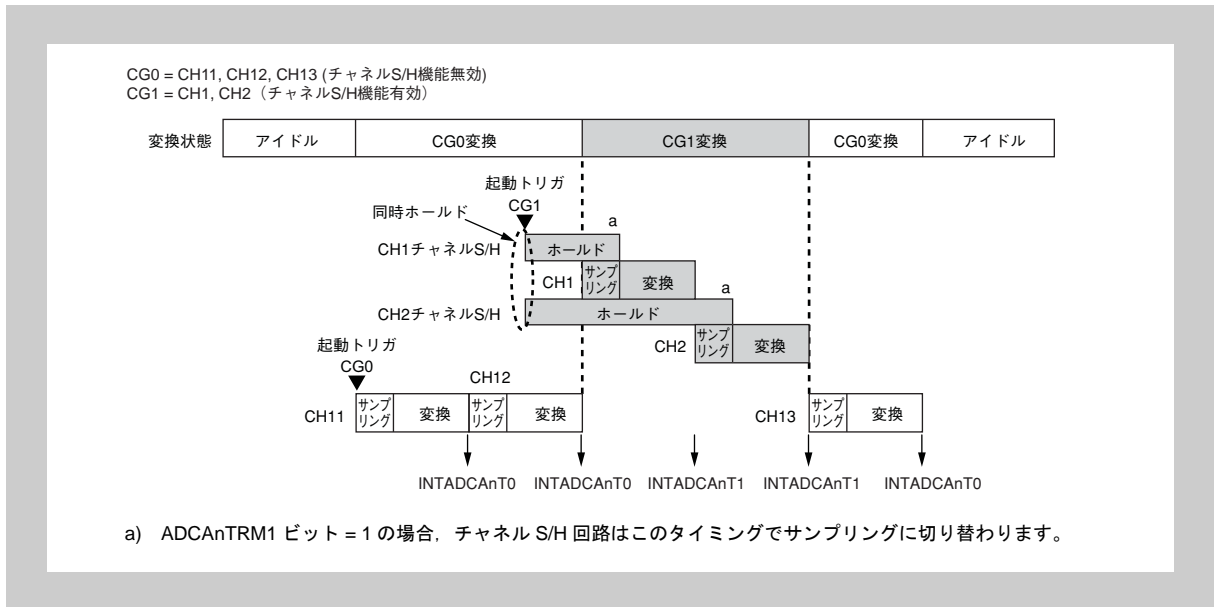 CG0 = CH11, CH12, CH13 (チャネルS/H機能無効)
CG1 = CH1, CH2（チャネルS/H機能有効）
変換状態
アイドル
CG0変換
CG1変換
CG0変換
アイドル
起動トリガ
CG1
同時ホールド
a
CH1チャネルS/H
ホールド
CH1
サンプ
リング
変換
a
CH2チャネルS/H
ホールド
CH2
サンプ
リング
変換
起動トリガ
CG0
CH12
CH11
サンプ
リング
変換
サンプ
リング
変換
CH13
サンプ
リング
変換
INTADCAnT0
INTADCAnT0
INTADCAnT1
INTADCAnT1
INTADCAnT0
a) ADCAnTRM1 ビット = 1 の場合，チャネル S/H 回路はこのタイミングでサンプリングに切り替わります。